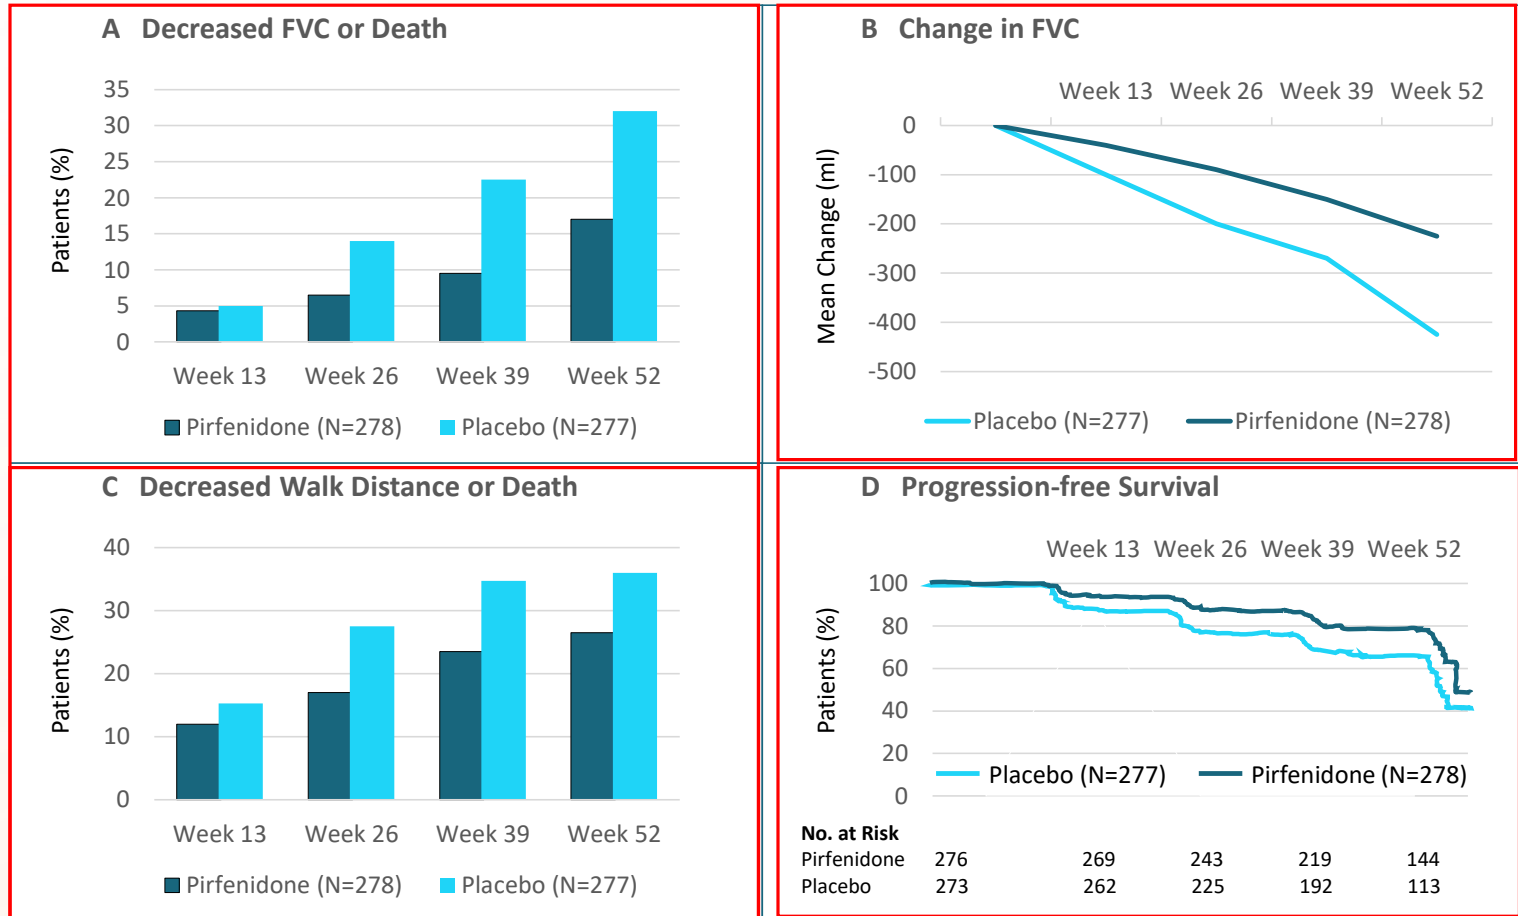 A Decreased FVC or Death
35
30
25
20
15
10
5
0
Patients (%)
Week 13 Week 26 Week 39 Week 52
Pirfenidone (N=278) Placebo (N=277)
B Change in FVC
Week 13 Week 26 Week 39 Week 52
0
-100
-200
-300
-400
-500
Mean Change (ml)
Placebo (N=277) Pirfenidone (N=278)
C Decreased Walk Distance or Death
40
30
20
10
0
Patients (%)
Week 13 Week 26 Week 39 Week 52
Pirfenidone (N=278) Placebo (N=277)
D Progression-free Survival
Week 13 Week 26 Week 39 Week 52
100
80
60
40
20
0
Patients (%)
Placebo (N=277) Pirfenidone (N=278)
No. at Risk
Pirfenidone 276 269 243 219 144
Placebo 273 262 225 192 113